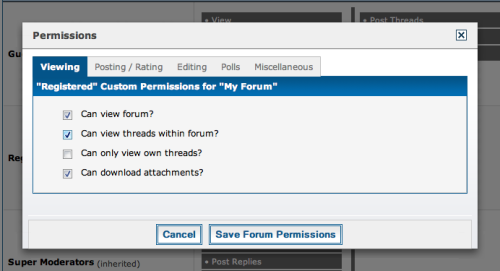 • View
• Post Threads
Gu
Permissions
Viewing
Posting / Rating
Editing
Polls
Miscellaneous
"Registered" Custom Permissions for "My Forum"
Can view forum?
Can view threads within forum?
Can only view own threads?
Can download attachments?
Reg
Cancel
Save Forum Permissions
Super Moderators (inherited)
• Post Replies